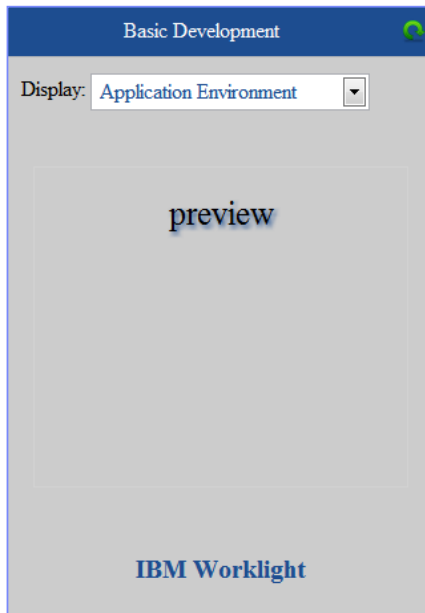 Basic Development
Display: Application Environment
preview
IBM Worklight